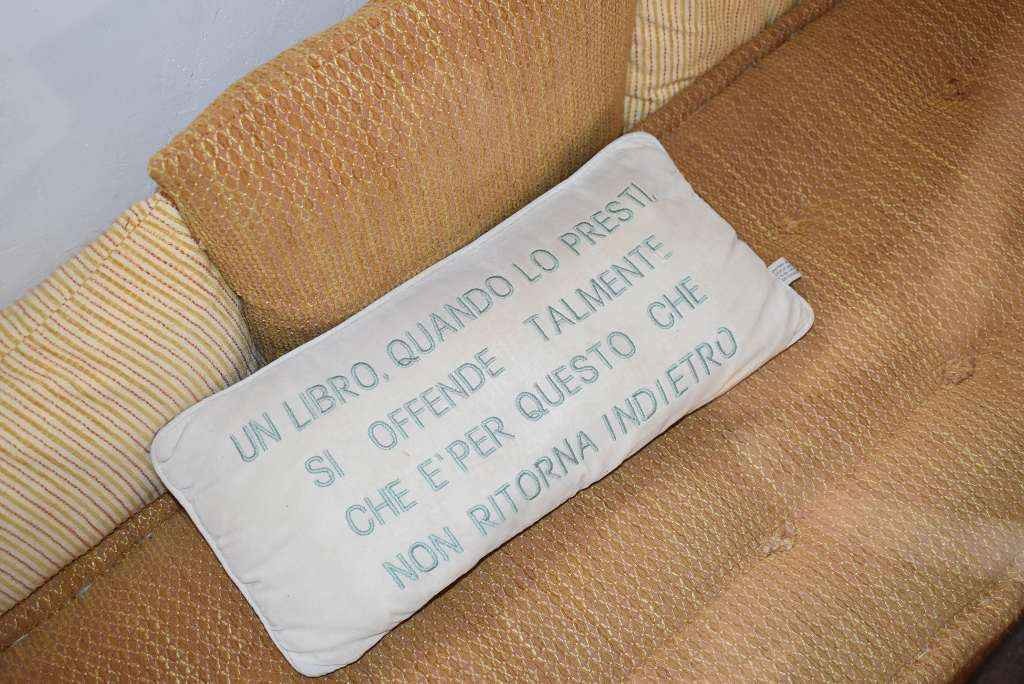 UN LIBRO, QUANDO LO PRESTI,
SI OFFENDE TALMENTE
CHE E' PER QUESTO CHE
NON RITORNA INDIETRO